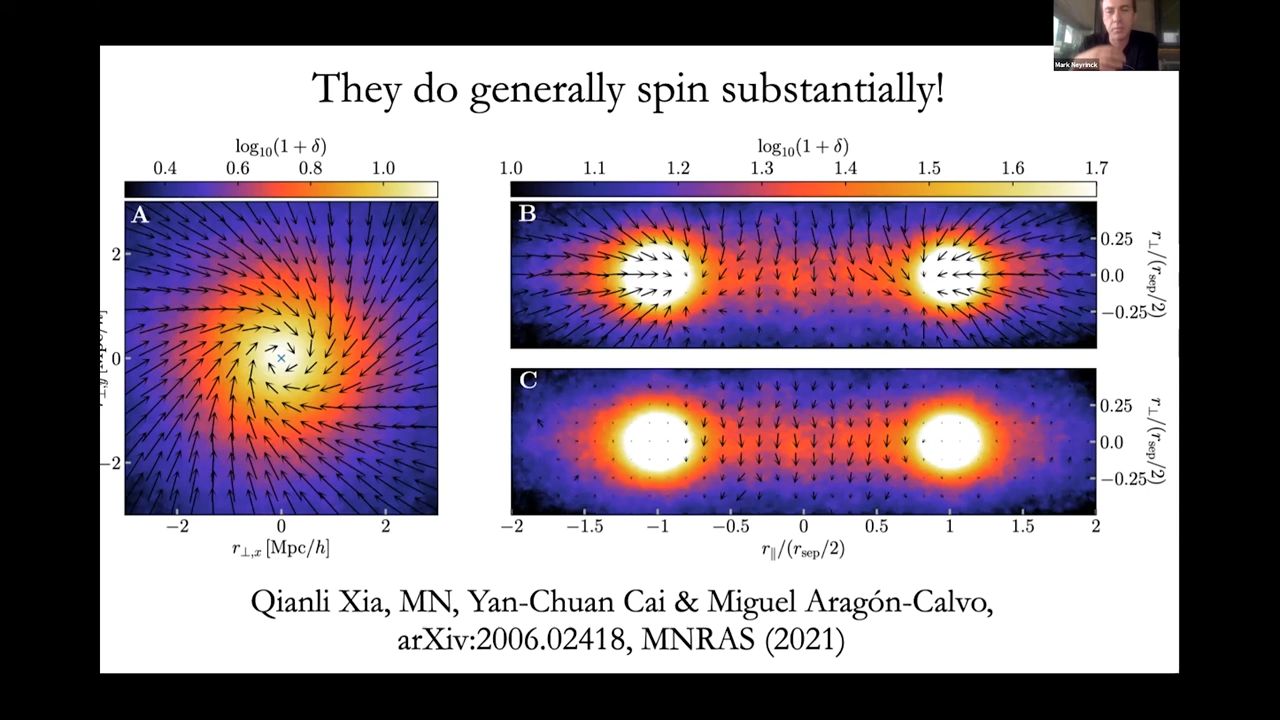 Mark Neyrinck
They do generally spin substantially!
log₁₀(1 + δ)
0.4 0.6 0.8 1.0
A
2
0
−2
−2 0 2
r⊥,x [Mpc/h]
log₁₀(1 + δ)
1.0 1.1 1.2 1.3 1.4 1.5 1.6 1.7
B
0.25
0.0
−0.25
r⊥/(r_sep/2)
C
0.25
0.0
−0.25
r⊥/(r_sep/2)
−2 −1.5 −1 −0.5 0 0.5 1 1.5 2
r∥/(r_sep/2)
Qianli Xia, MN, Yan-Chuan Cai & Miguel Aragón-Calvo,
arXiv:2006.02418, MNRAS (2021)